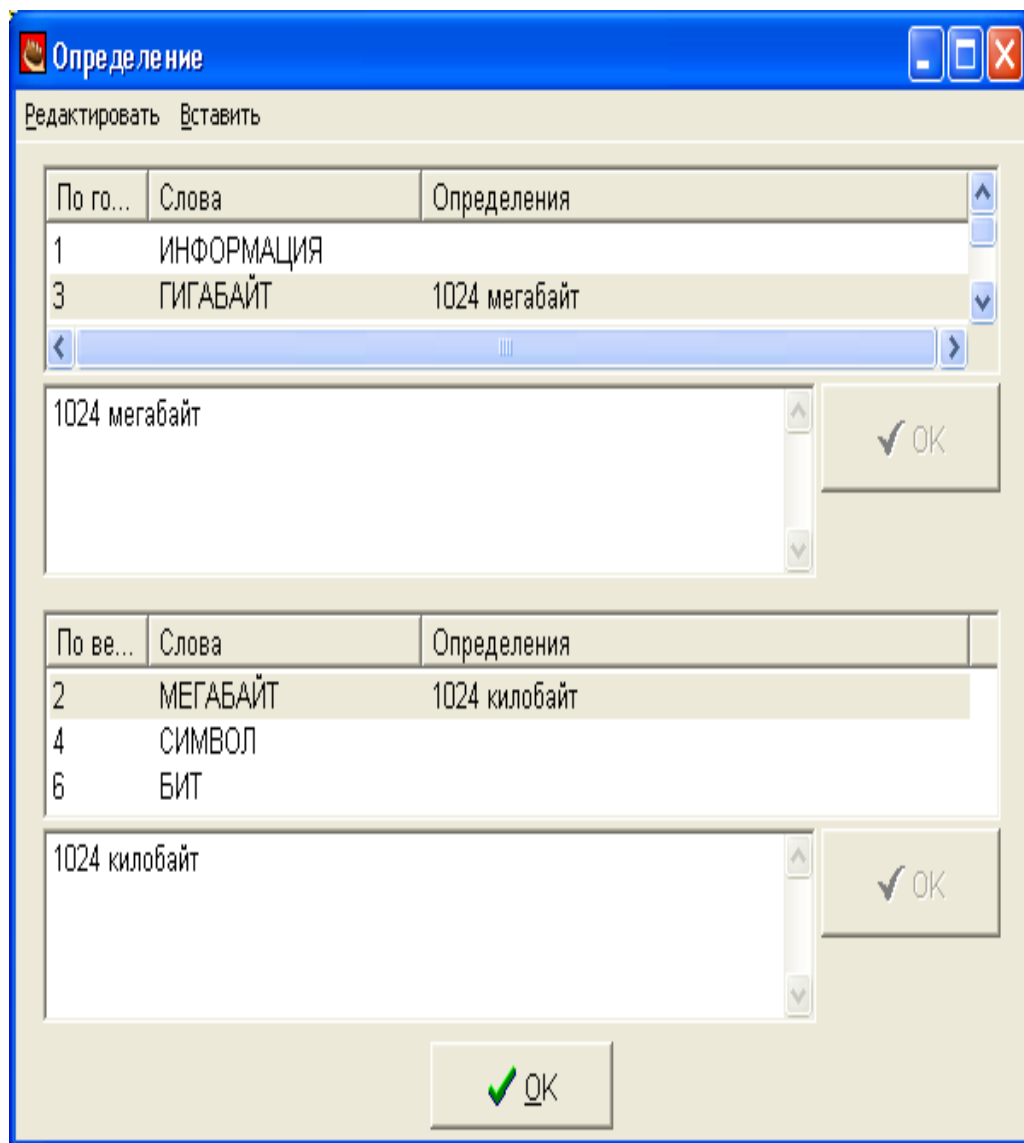 Определение
Редактировать Вставить
По го... Слова Определения
1 ИНФОРМАЦИЯ
3 ГИГАБАЙТ 1024 мегабайт
1024 мегабайт
OK
По ве... Слова Определения
2 МЕГАБАЙТ 1024 килобайт
4 СИМВОЛ
6 БИТ
1024 килобайт
OK
OK